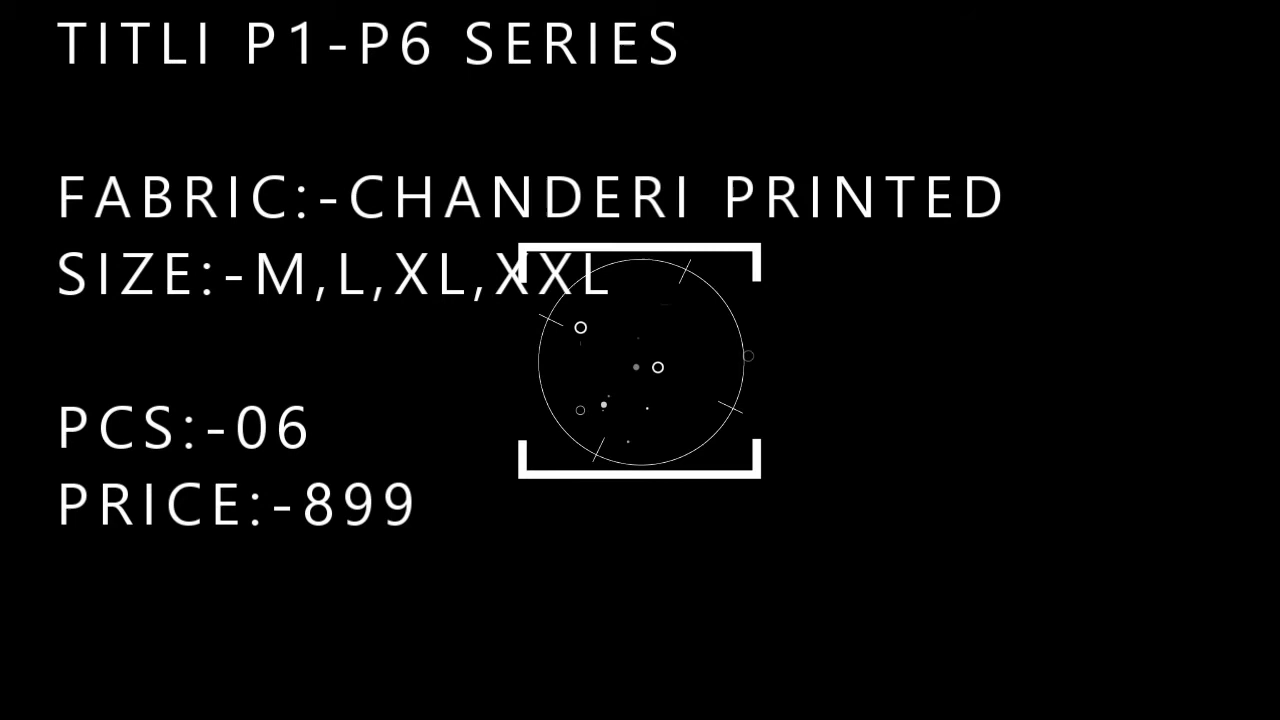 TITLI P1-P6 SERIES
FABRIC:-CHANDERI PRINTED
SIZE:-M,L,XL,XXL
PCS:-06
PRICE:-899